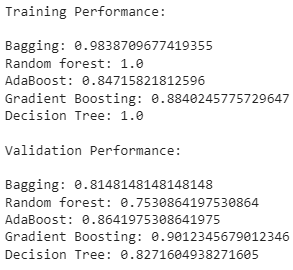 Training Performance:
Bagging: 0.9838709677419355
Random forest: 1.0
AdaBoost: 0.84715821812596
Gradient Boosting: 0.8840245775729647
Decision Tree: 1.0
Validation Performance:
Bagging: 0.8148148148148148
Random forest: 0.7530864197530864
AdaBoost: 0.8641975308641975
Gradient Boosting: 0.9012345679012346
Decision Tree: 0.8271604938271605